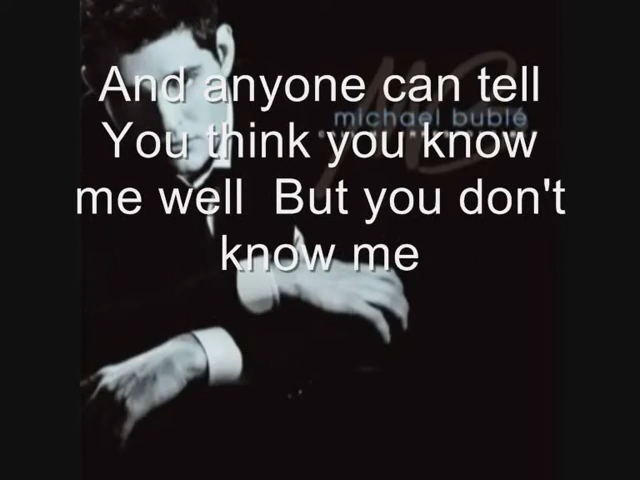 And anyone can tell
michael bublé
You think you know
me well  But you don't
know me